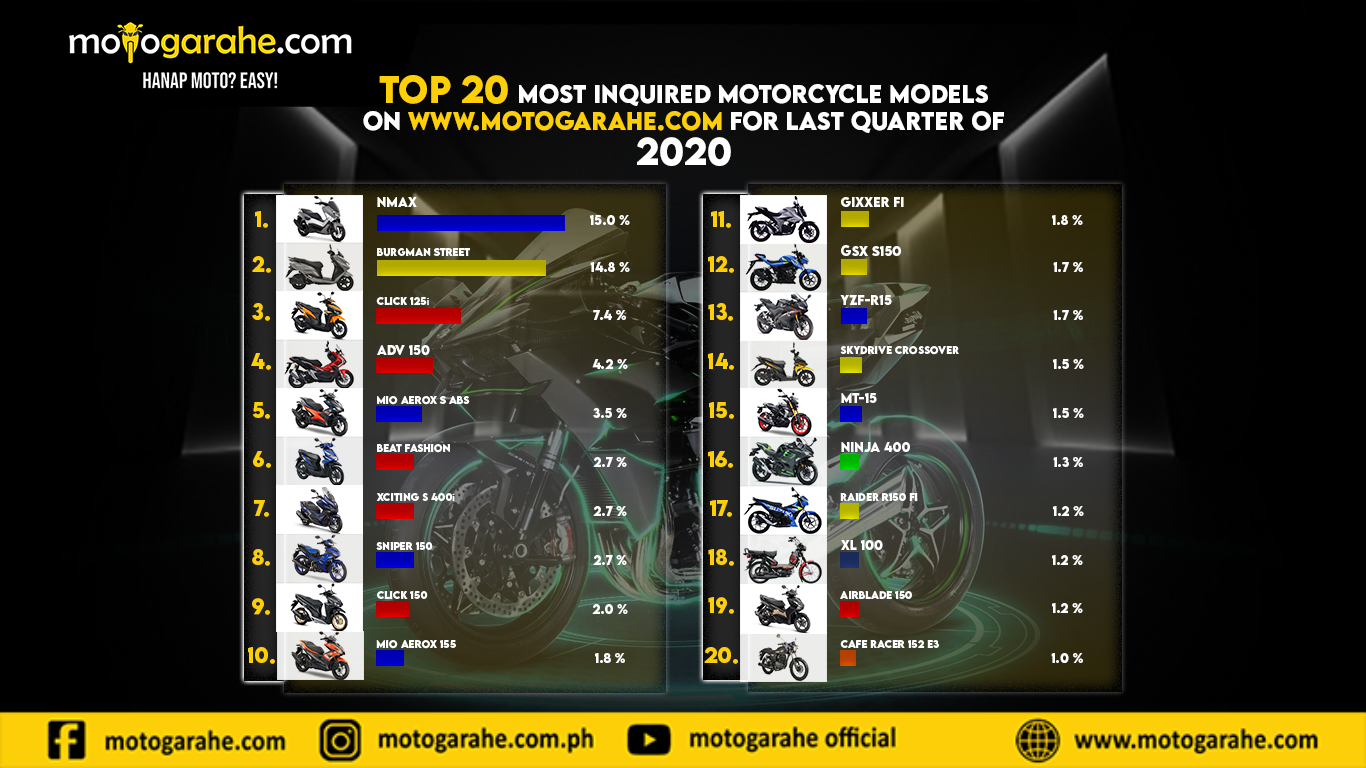 motogarahe.com
HANAP MOTO? EASY!
TOP 20 MOST INQUIRED MOTORCYCLE MODELS
ON WWW.MOTOGARAHE.COM FOR LAST QUARTER OF
2020
1. NMAX 15.0 %
2. BURGMAN STREET 14.8 %
3. CLICK 125i 7.4 %
4. ADV 150 4.2 %
5. MIO AEROX S ABS 3.5 %
6. BEAT FASHION 2.7 %
7. XCITING S 400i 2.7 %
8. SNIPER 150 2.7 %
9. CLICK 150 2.0 %
10. MIO AEROX 155 1.8 %
11. GIXXER FI 1.8 %
12. GSX S150 1.7 %
13. YZF-R15 1.7 %
14. SKYDRIVE CROSSOVER 1.5 %
15. MT-15 1.5 %
16. NINJA 400 1.3 %
17. RAIDER R150 FI 1.2 %
18. XL 100 1.2 %
19. AIRBLADE 150 1.2 %
20. CAFE RACER 152 E3 1.0 %
motogarahe.com motogarahe.com.ph motogarahe official www.motogarahe.com